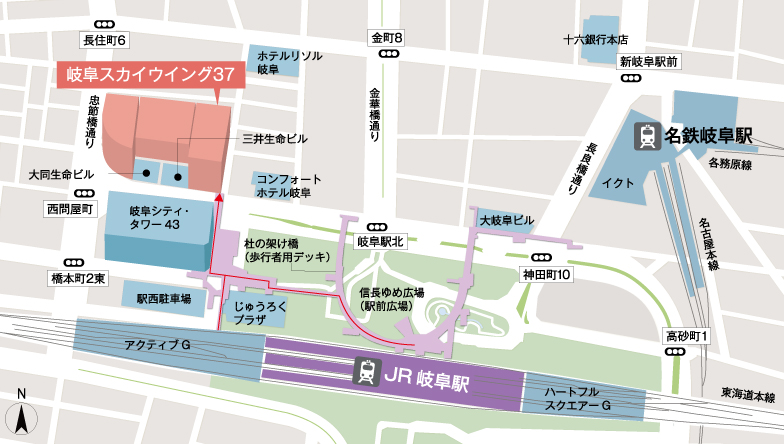 長住町6
金町8
十六銀行本店
新岐阜駅前
ホテルリソル
岐阜
岐阜スカイウイング37
忠節橋通り
金華橋通り
長良橋通り
名鉄岐阜駅
各務原線
三井生命ビル
大同生命ビル
コンフォート
ホテル岐阜
イクト
西問屋町
岐阜シティ・
タワー43
大岐阜ビル
名古屋本線
杜の架け橋
(歩行者用デッキ)
岐阜駅北
神田町10
橋本町2東
駅西駐車場
じゅうろく
プラザ
信長ゆめ広場
(駅前広場)
高砂町1
アクティブG
JR岐阜駅
ハートフル
スクエアーG
東海道本線
N